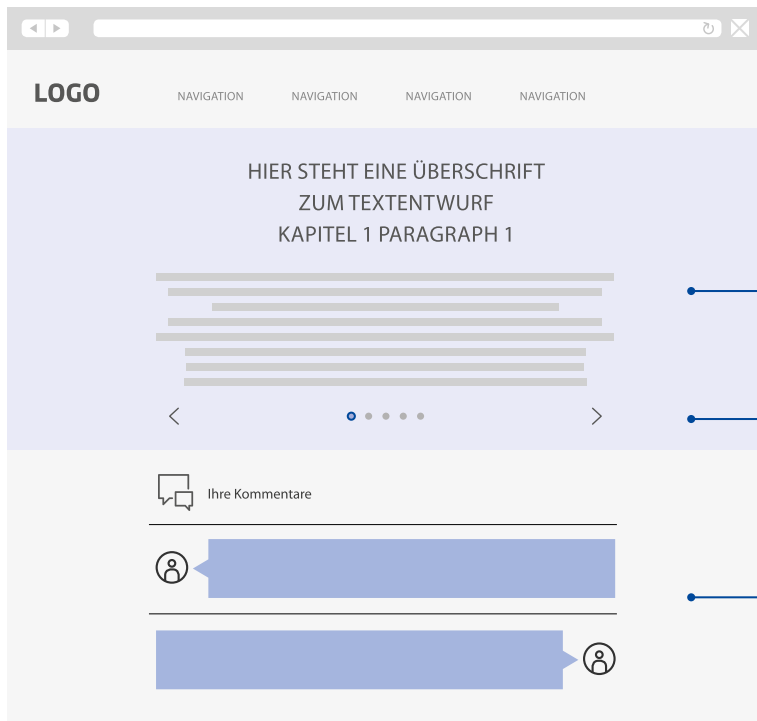 LOGO
NAVIGATION NAVIGATION NAVIGATION NAVIGATION
HIER STEHT EINE ÜBERSCHRIFT
ZUM TEXTENTWURF
KAPITEL 1 PARAGRAPH 1
Ihre Kommentare